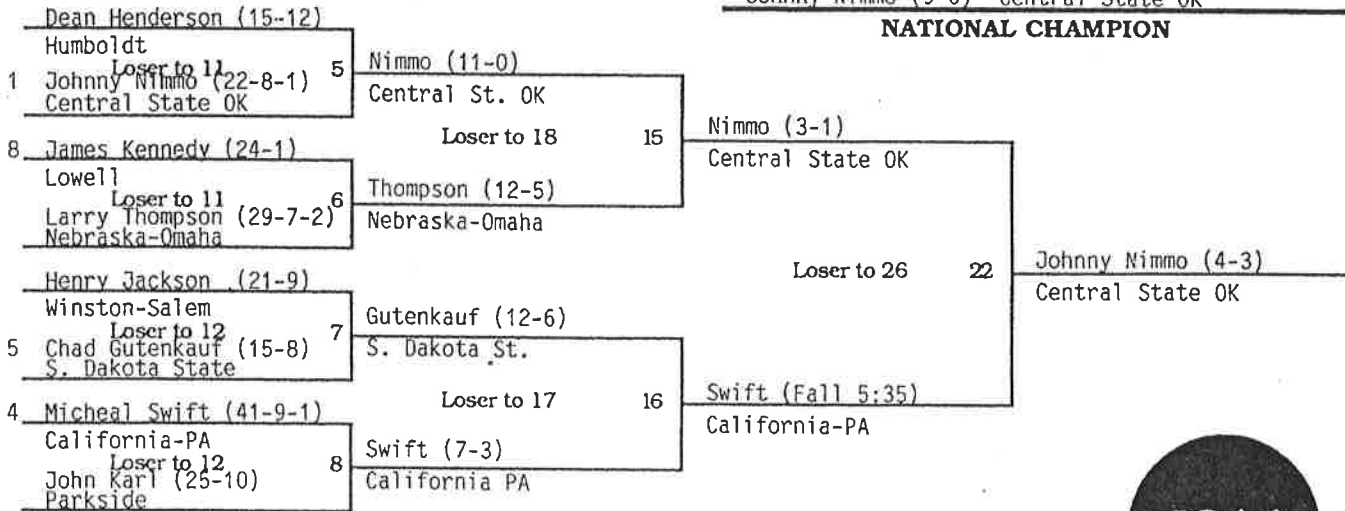 Dean Henderson (15-12)
Humboldt
Loser to 11
5
1 Johnny Nimmo (22-8-1)
Central State OK
8 James Kennedy (24-1)
Lowell
Loser to 11
6
Larry Thompson (29-7-2)
Nebraska-Omaha
Henry Jackson (21-9)
Winston-Salem
Loser to 12
7
5 Chad Gutenkauf (15-8)
S. Dakota State
4 Micheal Swift (41-9-1)
California-PA
Loser to 12
8
John Karl (25-10)
Parkside
Nimmo (11-0)
Central St. OK
Loser to 18 15
Thompson (12-5)
Nebraska-Omaha
Gutenkauf (12-6)
S. Dakota St.
Loser to 17 16
Swift (7-3)
California PA
Nimmo (3-1)
Central State OK
Loser to 26 22
Swift (Fall 5:35)
California-PA
Johnny Nimmo (4-3)
Central State OK
Central State OK
NATIONAL CHAMPION